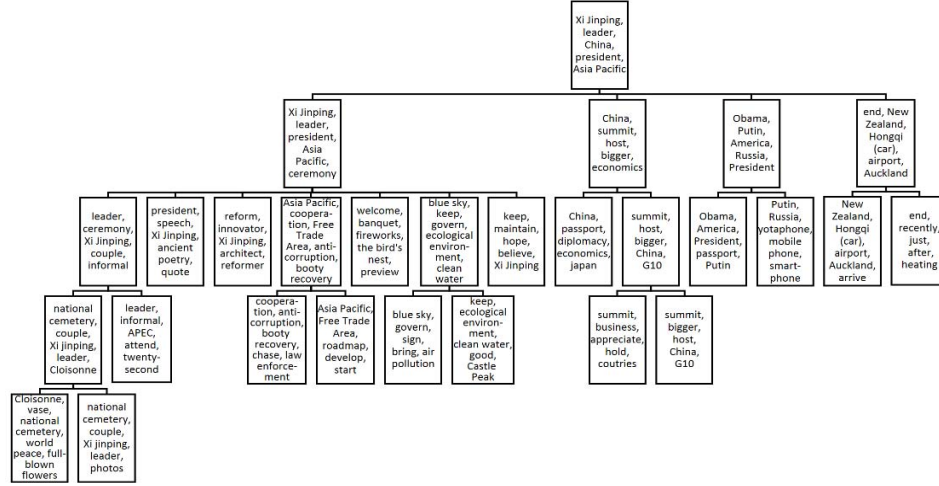 Xi Jinping,
leader,
China,
president,
Asia Pacific
Xi Jinping,
leader,
president,
Asia
Pacific,
ceremony
China,
summit,
host,
bigger,
economics
Obama,
Putin,
America,
Russia,
President
end, New
Zealand,
Hongqi
(car),
airport,
Auckland
leader,
ceremony,
Xi Jinping,
couple,
informal
president,
speech,
Xi Jinping,
ancient
poetry,
quote
reform,
innovator,
Xi Jinping,
architect,
reformer
Asia Pacific,
coopera-
tion, Free
Trade
Area, anti-
corruption,
booty
recovery
welcome,
banquet,
fireworks,
the bird's
nest,
preview
blue sky,
keep,
govern,
ecological
environ-
ment,
clean
water
keep,
maintain,
hope,
believe,
Xi Jinping
China,
passport,
diplomacy,
economics,
japan
summit,
host,
bigger,
China,
G10
Obama,
America,
President,
passport,
Putin
Putin,
Russia,
yotaphone,
mobile
phone,
smart-
phone
New
Zealand,
Hongqi
(car),
airport,
Auckland,
arrive
end,
recently,
just,
after,
heating
national
cemetery,
couple,
Xi jinping,
leader,
Cloisonne
leader,
informal,
APEC,
attend,
twenty-
second
coopera-
tion, anti-
corruption,
booty
recovery,
chase, law
enforce-
ment
Asia Pacific,
Free Trade
Area,
roadmap,
develop,
start
blue sky,
govern,
sign,
bring, air
pollution
keep,
ecological
environ-
ment,
clean water,
good,
Castle
Peak
summit,
business,
appreciate,
hold,
coutries
summit,
bigger,
host,
China,
G10
Cloisonne,
vase,
national
cemetery,
world
peace, full-
blown
flowers
national
cemetery,
couple,
Xi jinping,
leader,
photos